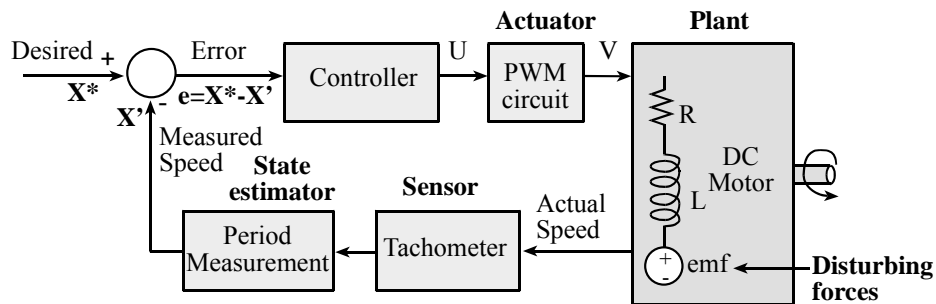 Desired
+
X*
X'
-
Error
e=X*-X'
Controller
U
Actuator
PWM
circuit
V
Plant
R
L
DC
Motor
+
-
emf
Disturbing
forces
Actual
Speed
Sensor
Tachometer
State
estimator
Period
Measurement
Measured
Speed